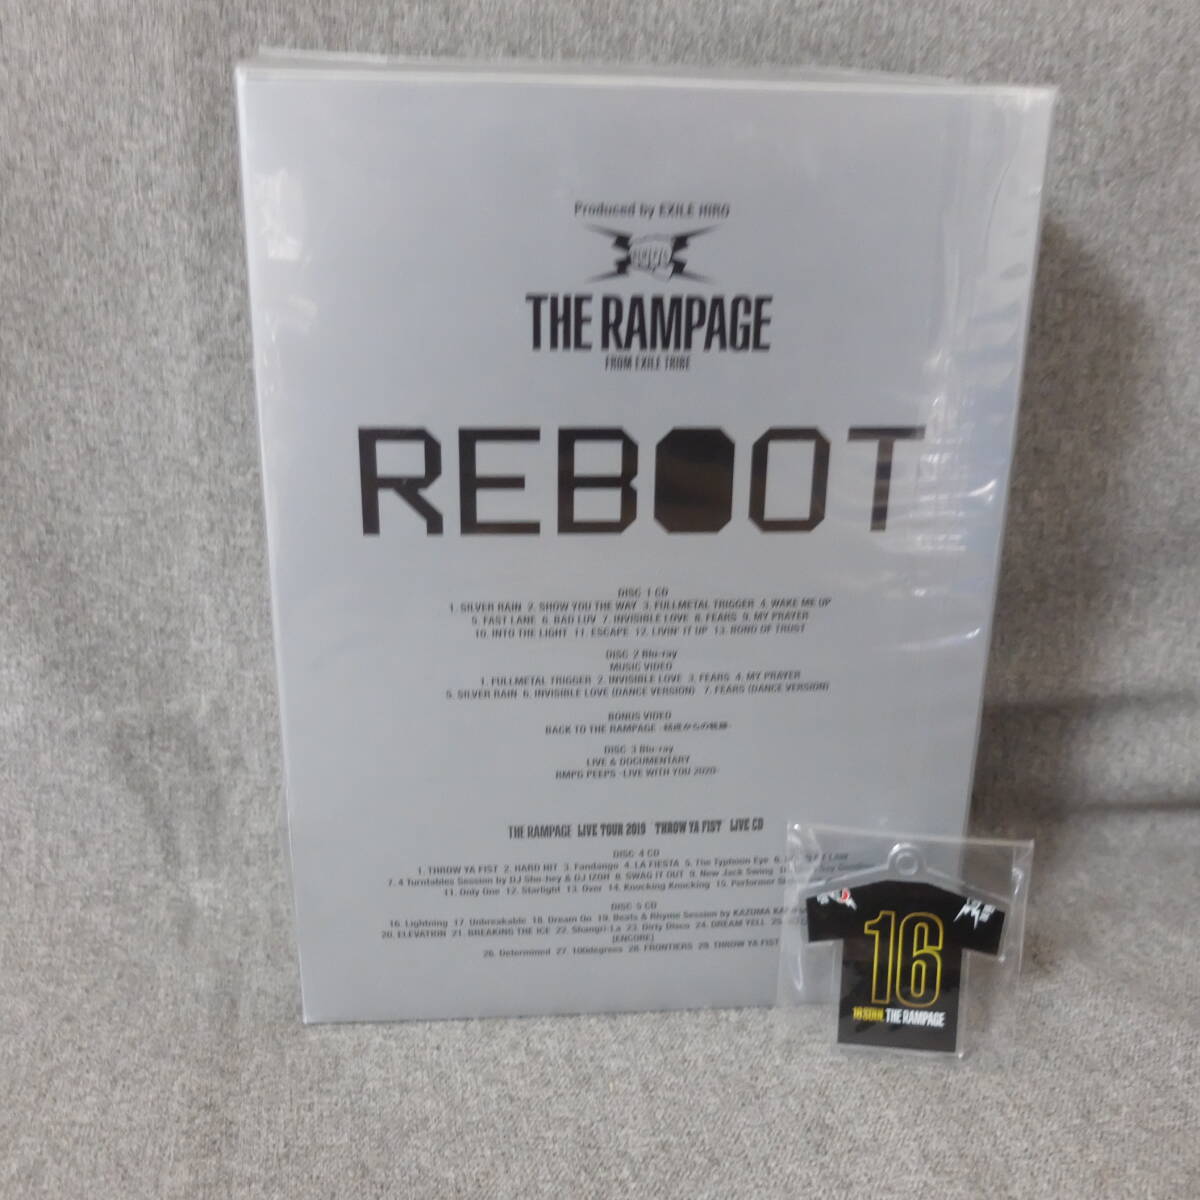 Produced by EXILE HIRO
THE RAMPAGE
FROM EXILE TRIBE
REBOOT
DISC 1 CD
1. SILVER RAIN 2. SHOW YOU THE WAY 3. FULLMETAL TRIGGER 4. WAKE ME UP
5. FAST LANE 6. BAD LUV 7. INVISIBLE LOVE 8. FEARS 9. MY PRAYER
10. INTO THE LIGHT 11. ESCAPE 12. LIVIN' IT UP 13. BOND OF TRUST
DISC 2 Blu-ray
MUSIC VIDEO
1. FULLMETAL TRIGGER 2. INVISIBLE LOVE 3. FEARS 4. MY PRAYER
5. SILVER RAIN 6. INVISIBLE LOVE (DANCE VERSION) 7. FEARS (DANCE VERSION)
BONUS VIDEO
BACK TO THE RAMPAGE
DISC 3 Blu-ray
LIVE & DOCUMENTARY
RMPG PEEPS -LIVE WITH YOU 2020-
THE RAMPAGE LIVE TOUR 2019 THROW YA FIST LIVE CD
DISC 4 CD
1. THROW YA FIST 2. HARD HIT 3. Fandango 4. LA FIESTA 5. The Typhoon Eye 6. LAW
7. 4 Turntables Session by DJ Sho-hey & DJ IZOH 8. SWAG IT OUT 9. New Jack Swing
11. Only One 12. Starlight 13. Over 14. Knocking Knocking 15. Performer
DISC 5 CD
16. Lightning 17. Unbreakable 18. Dream On 19. Beats & Rhyme Session by KAZUMA
20. ELEVATION 21. BREAKING THE ICE 22. Shangri-La 23. Dirty Disco 24. DREAM YELL 25.
[ENCORE]
26. Determined 27. 100degrees 28. FRONTIERS 29. THROW YA FIST
16
THE RAMPAGE